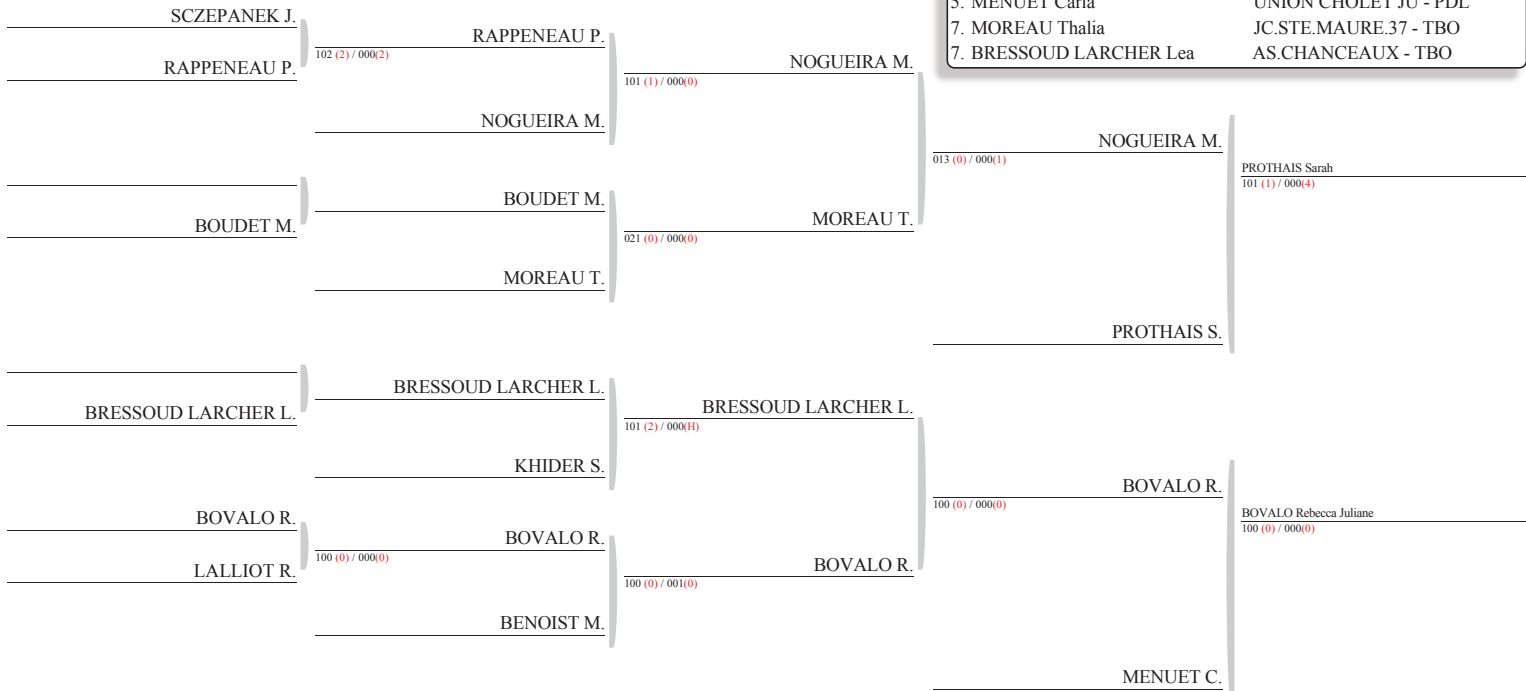 5. MENUET Carla UNION CHOLET JU - PDL
7. MOREAU Thalia JC.STE.MAURE.37 - TBO
7. BRESSOUD LARCHER Lea AS.CHANCEAUX - TBO
SCZEPANEK J.
RAPPENEAU P.
BOUDET M.
BRESSOUD LARCHER L.
BOVALO R.
LALLIOT R.
RAPPENEAU P.
102 (2) / 000(2)
NOGUEIRA M.
BOUDET M.
MOREAU T.
BRESSOUD LARCHER L.
KHIDER S.
BOVALO R.
100 (0) / 000(0)
BENOIST M.
NOGUEIRA M.
101 (1) / 000(0)
MOREAU T.
021 (0) / 000(0)
BRESSOUD LARCHER L.
101 (2) / 000(H)
BOVALO R.
100 (0) / 001(0)
NOGUEIRA M.
013 (0) / 000(1)
PROTHAIS S.
BOVALO R.
100 (0) / 000(0)
MENUET C.
PROTHAIS Sarah
101 (1) / 000(4)
BOVALO Rebecca Juliane
100 (0) / 000(0)